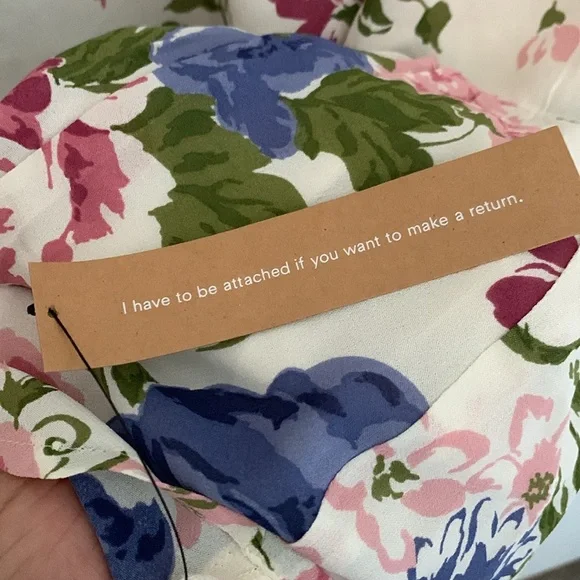 I have to be attached if you want to make a return.